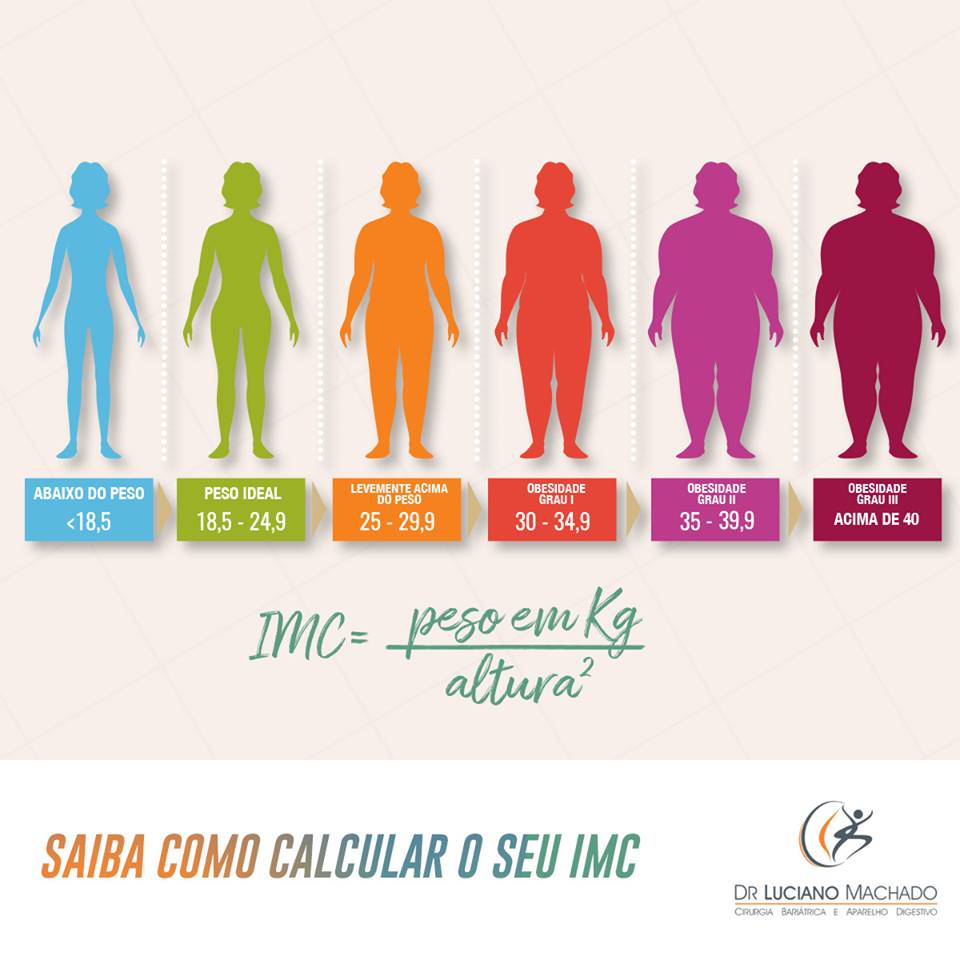 ABAIXO DO PESO
<18,5
PESO IDEAL
18,5 - 24,9
LEVEMENTE ACIMA
DO PESO
25 - 29,9
OBESIDADE
GRAU I
30 - 34,9
OBESIDADE
GRAU II
35 - 39,9
OBESIDADE
GRAU III
ACIMA DE 40
IMC = peso em Kg
altura²
SAIBA COMO CALCULAR O SEU IMC
DR LUCIANO MACHADO
CIRURGIA BARIÁTRICA E APARELHO DIGESTIVO